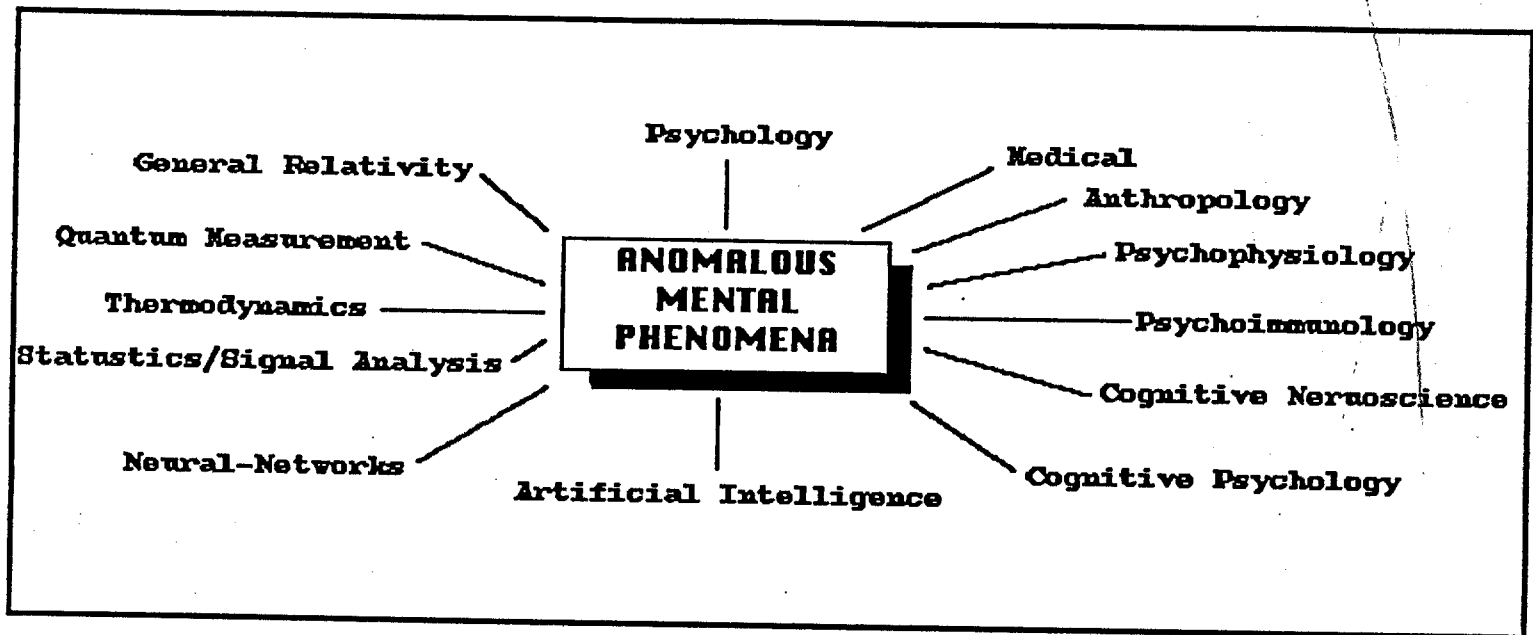 Psychology
General Relativity
Medical
Anthropology
Quantum Measurement
ANOMALOUS
MENTAL
PHENOMENA
Psychophysiology
Thermodynamics
Psychoimmunology
Statustics/Signal Analysis
Cognitive Neruoscience
Neural-Networks
Artificial Intelligence
Cognitive Psychology